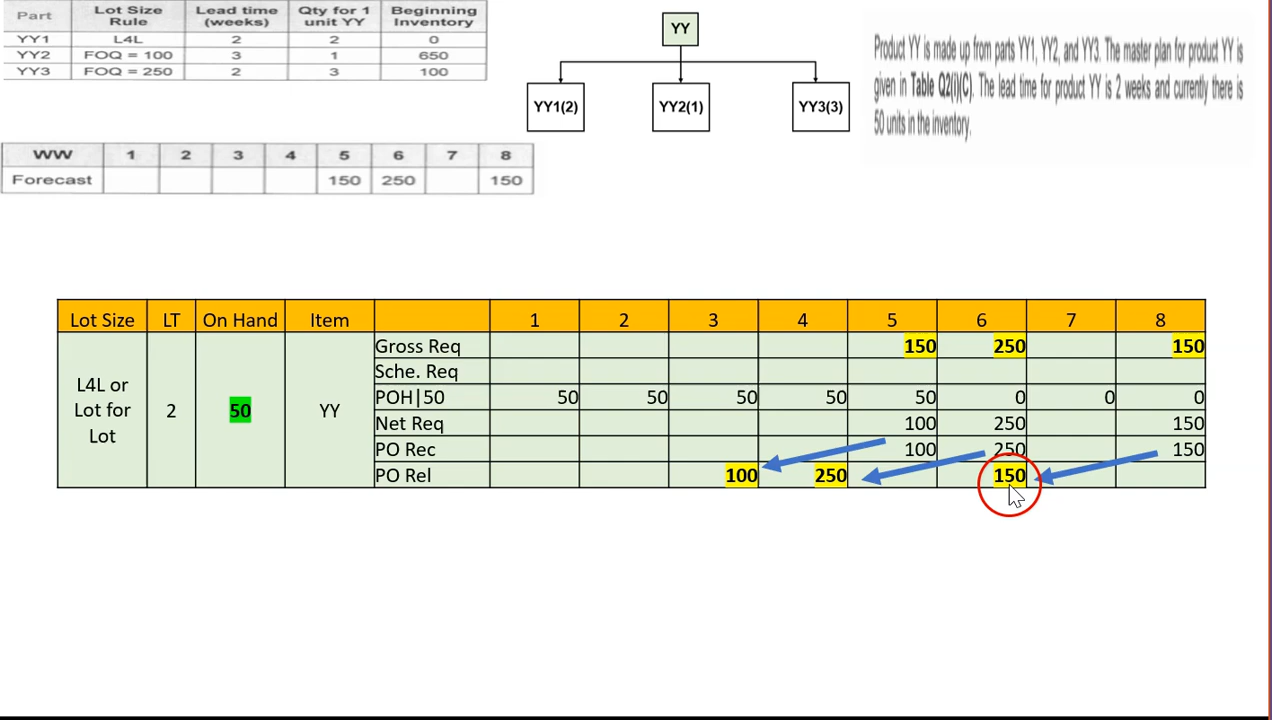 Part Lot Size Rule Lead time (weeks) Qty for 1 unit YY Beginning Inventory
YY1 L4L 2 2 0
YY2 FOQ = 100 3 1 650
YY3 FOQ = 250 2 3 100
YY
YY1(2) YY2(1) YY3(3)
Product YY is made up from parts YY1, YY2, and YY3. The master plan for product YY is
given in Table Q2(i)(C). The lead time for product YY is 2 weeks and currently there is
50 units in the inventory.
WW 1 2 3 4 5 6 7 8
Forecast 150 250 150
Lot Size LT On Hand Item 1 2 3 4 5 6 7 8
L4L or Lot for Lot 2 50 YY
Gross Req 150 250 150
Sche. Req
POH|50 50 50 50 50 50 0 0 0
Net Req 100 250 150
PO Rec 100 250 150
PO Rel 100 250 150